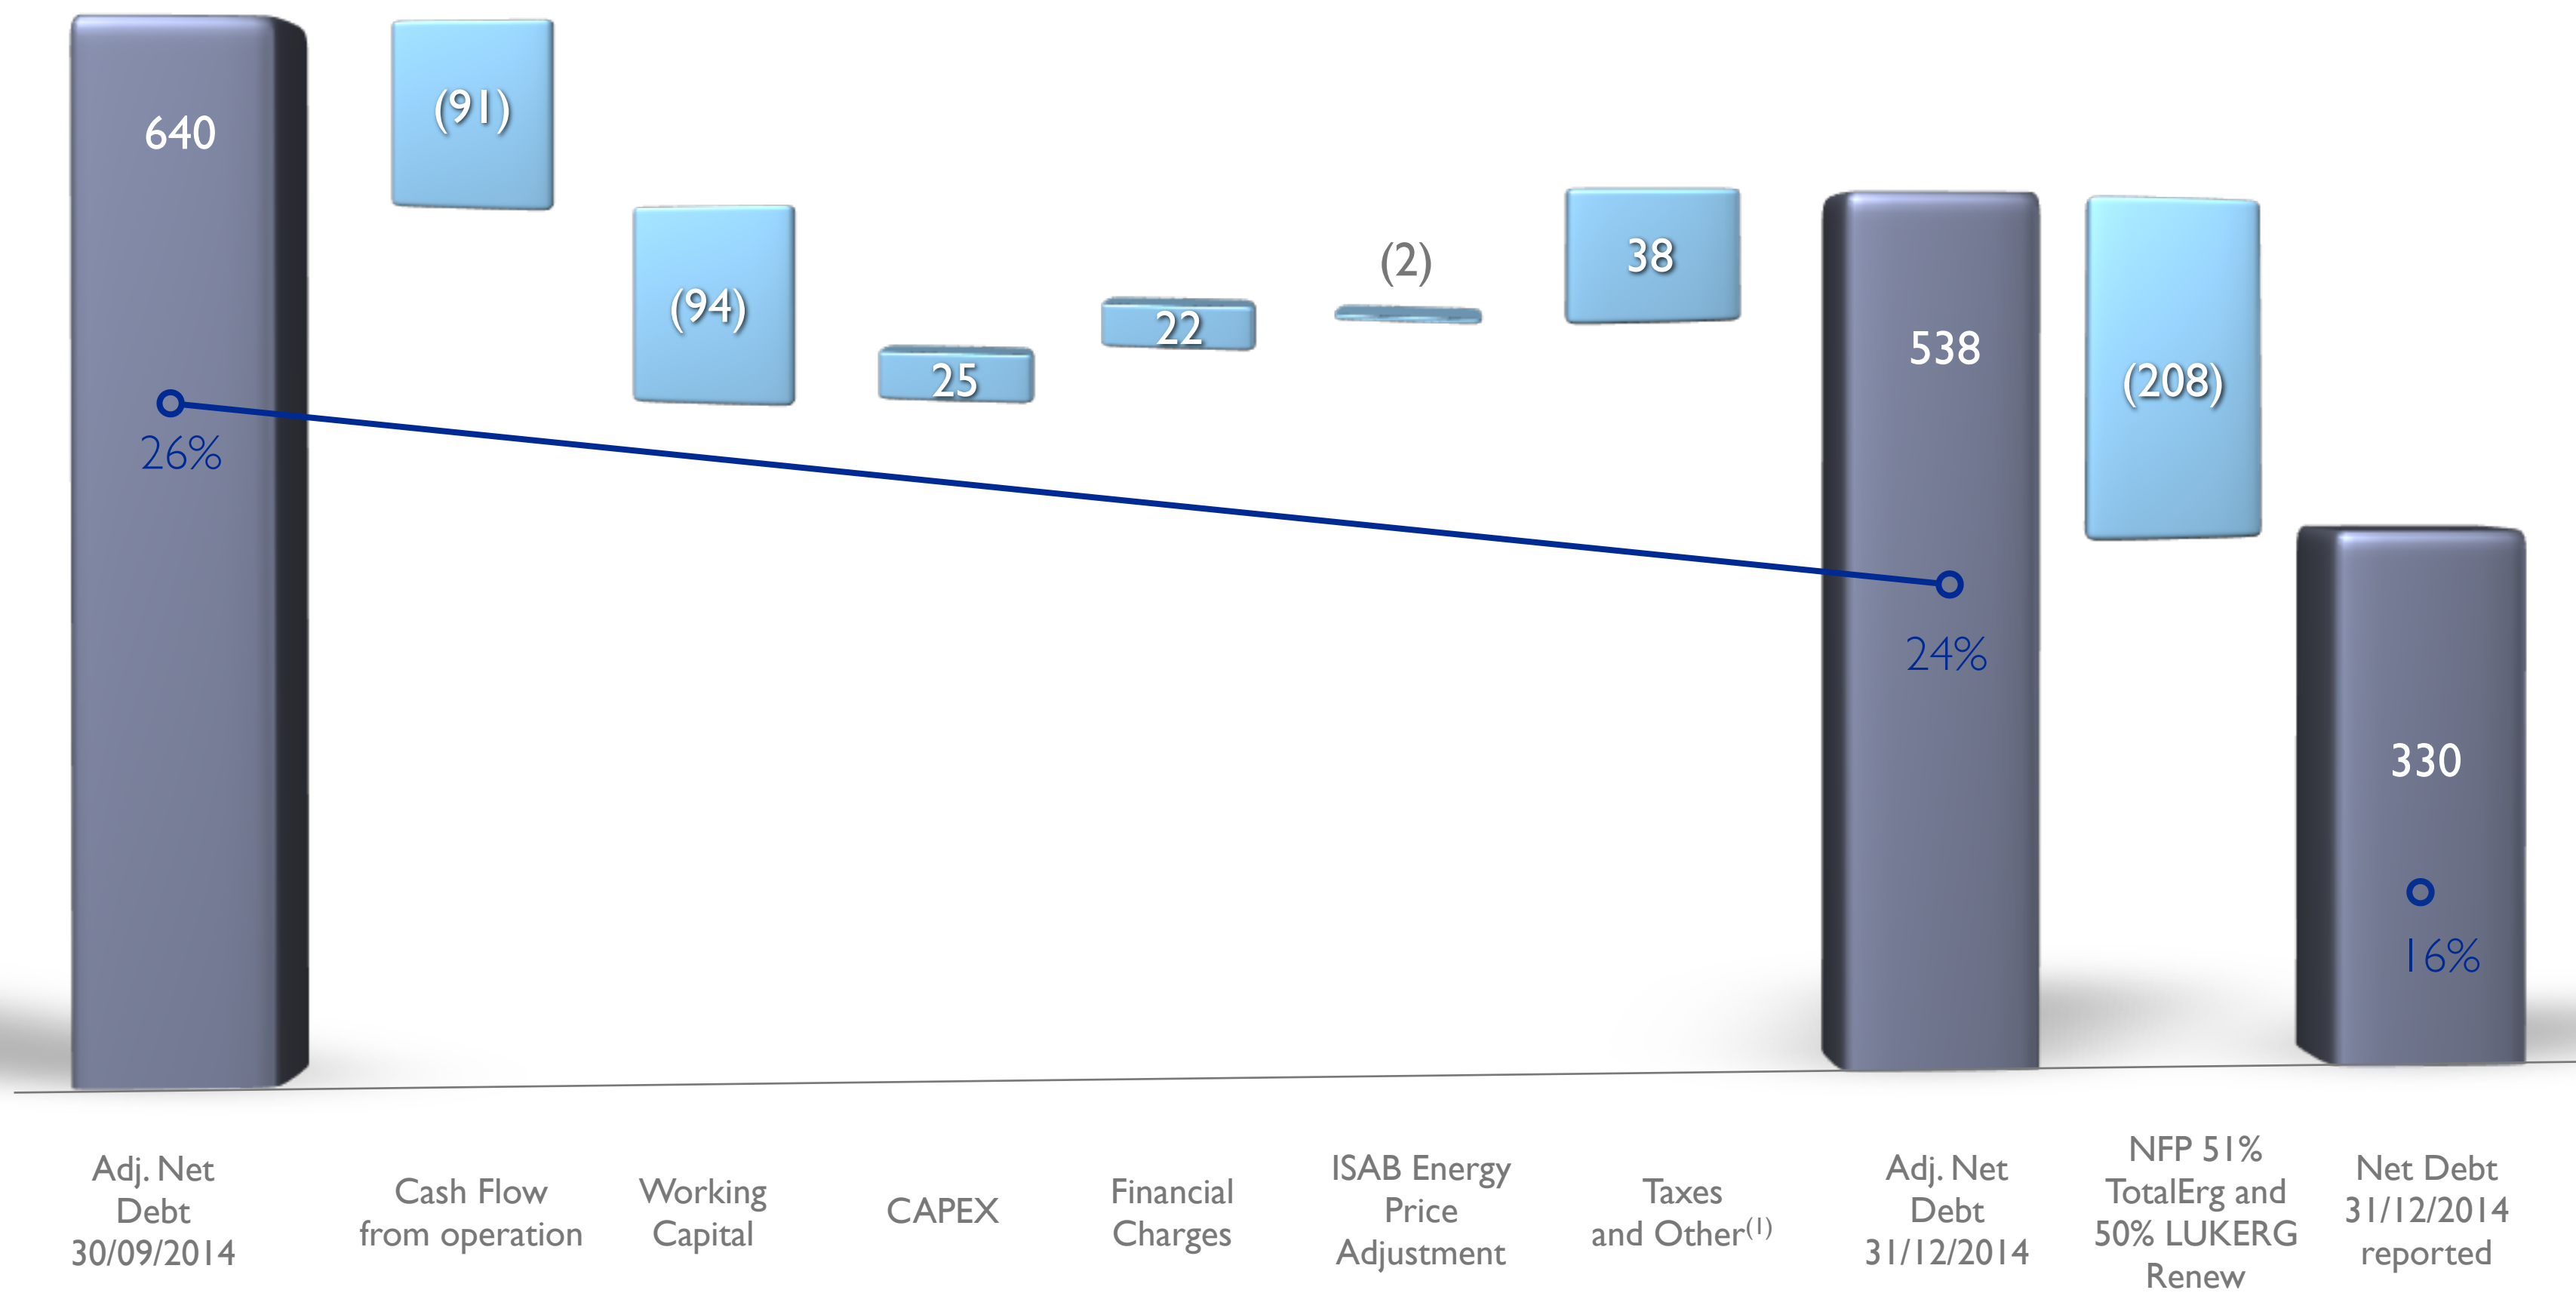 640
(91)
(94)
25
22
(2)
38
538
(208)
330
26%
24%
16%
Adj. Net
Debt
30/09/2014
Cash Flow
from operation
Working
Capital
CAPEX
Financial
Charges
ISAB Energy
Price
Adjustment
Taxes
and Other(1)
Adj. Net
Debt
31/12/2014
NFP 51%
TotalErg and
50% LUKERG
Renew
Net Debt
31/12/2014
reported